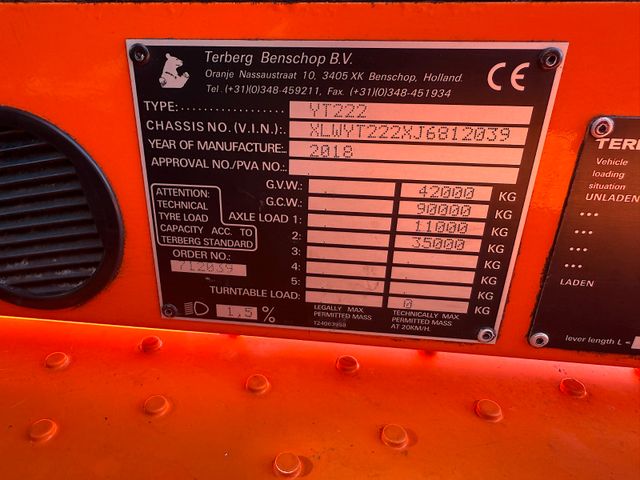 Terberg Benschop B.V.
Oranje Nassaustraat 10, 3405 XK Benschop, Holland.
Tel.(+31)(0)348-459211, Fax. (+31)(0)348-451934
CE
TYPE: YT222
CHASSIS NO. (V.I.N.):. XLWYT222XJ6812039
YEAR OF MANUFACTURE: 2018
APPROVAL NO./PVA NO.:
ATTENTION:
TECHNICAL
TYRE LOAD
CAPACITY ACC. TO
TERBERG STANDARD
ORDER NO.:
712039
1,5 %
G.V.W.: 42000 KG
G.C.W.: 90000 KG
AXLE LOAD 1: 11000 KG
2: 35000 KG
3: KG
4: KG
5: KG
TURNTABLE LOAD: 0 KG
LEGALLY MAX.
PERMITTED MASS
T24063958
TECHNICALLY MAX.
PERMITTED MASS
AT 20KM/H.
Vehicle
loading
situation
UNLADEN
LADEN
lever length L =